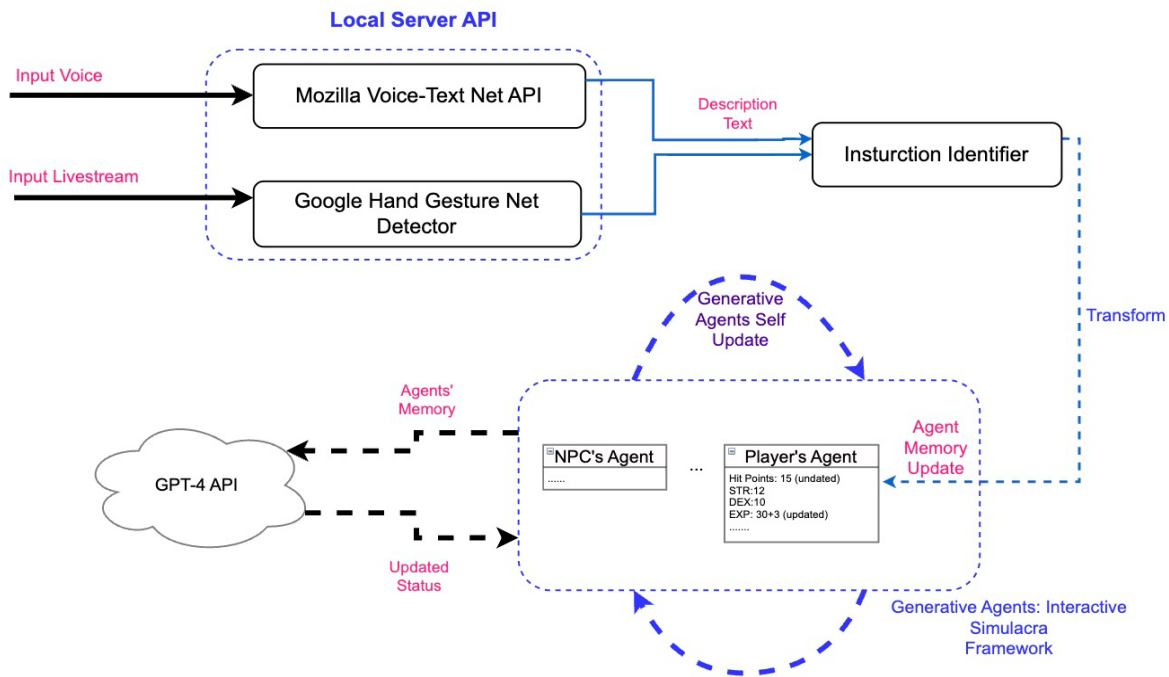 Local Server API
Input Voice
Mozilla Voice-Text Net API
Description
Text
Insturction Identifier
Input Livestream
Google Hand Gesture Net
Detector
Transform
Generative
Agents Self
Update
Agents'
Memory
GPT-4 API
Updated
Status
NPC's Agent
......
...
Player's Agent
Hit Points: 15 (undated)
STR:12
DEX:10
EXP: 30+3 (updated)
.......
Agent
Memory
Update
Generative Agents: Interactive
Simulacra
Framework